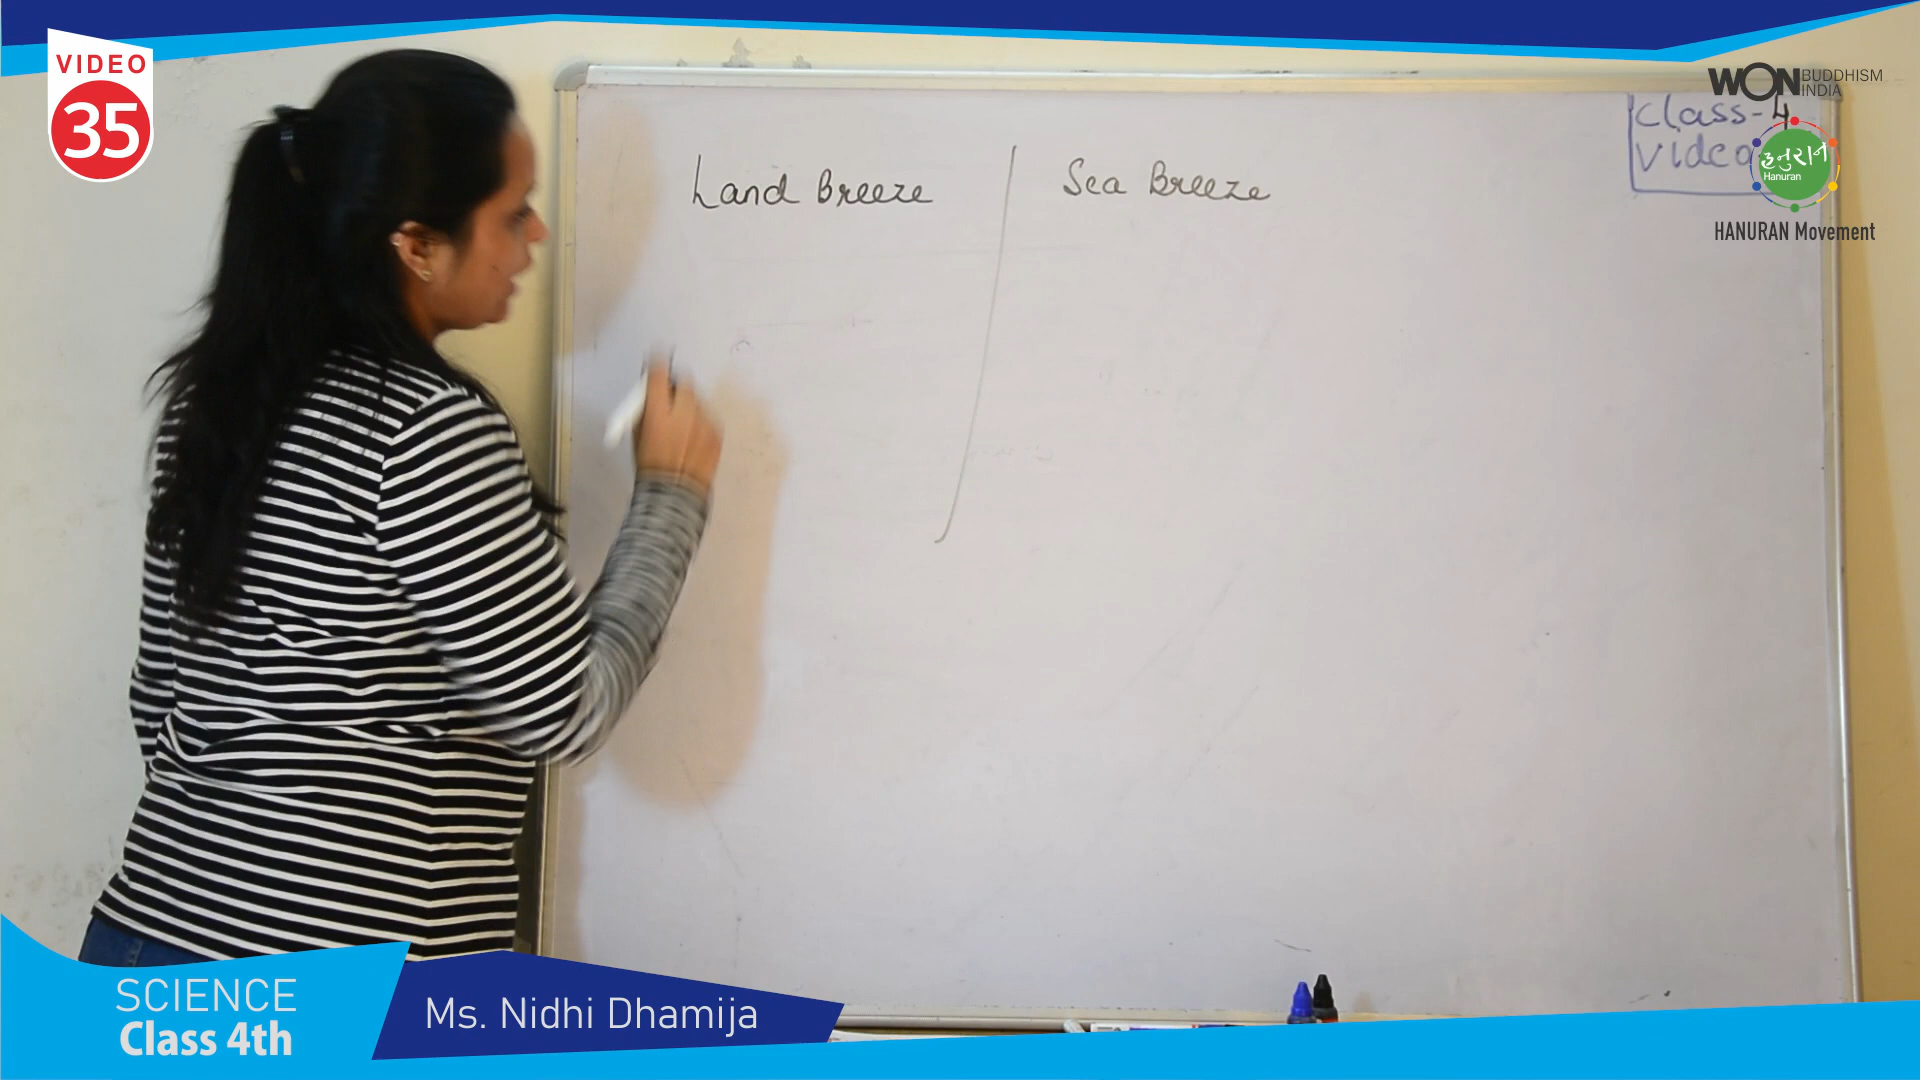 VIDEO
35
WON BUDDHISM
INDIA
Class-4
Video
હનુરાન
Hanuran
HANURAN Movement
Land Breeze
Sea Breeze
SCIENCE
Class 4th
Ms. Nidhi Dhamija